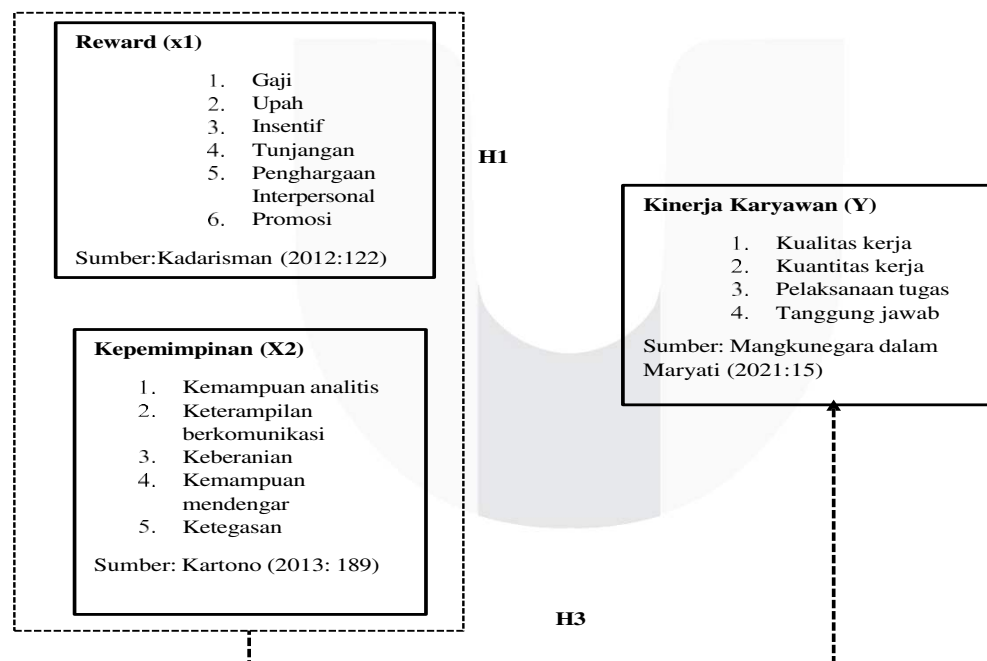 Reward (x1)
1. Gaji
2. Upah
3. Insentif
4. Tunjangan
5. Penghargaan
Interpersonal
6. Promosi
Sumber:Kadarisman (2012:122)
H1
Kinerja Karyawan (Y)
1. Kualitas kerja
2. Kuantitas kerja
3. Pelaksanaan tugas
4. Tanggung jawab
Sumber: Mangkunegara dalam
Maryati (2021:15)
Kepemimpinan (X2)
1. Kemampuan analitis
2. Keterampilan
berkomunikasi
3. Keberanian
4. Kemampuan
mendengar
5. Ketegasan
Sumber: Kartono (2013: 189)
H3